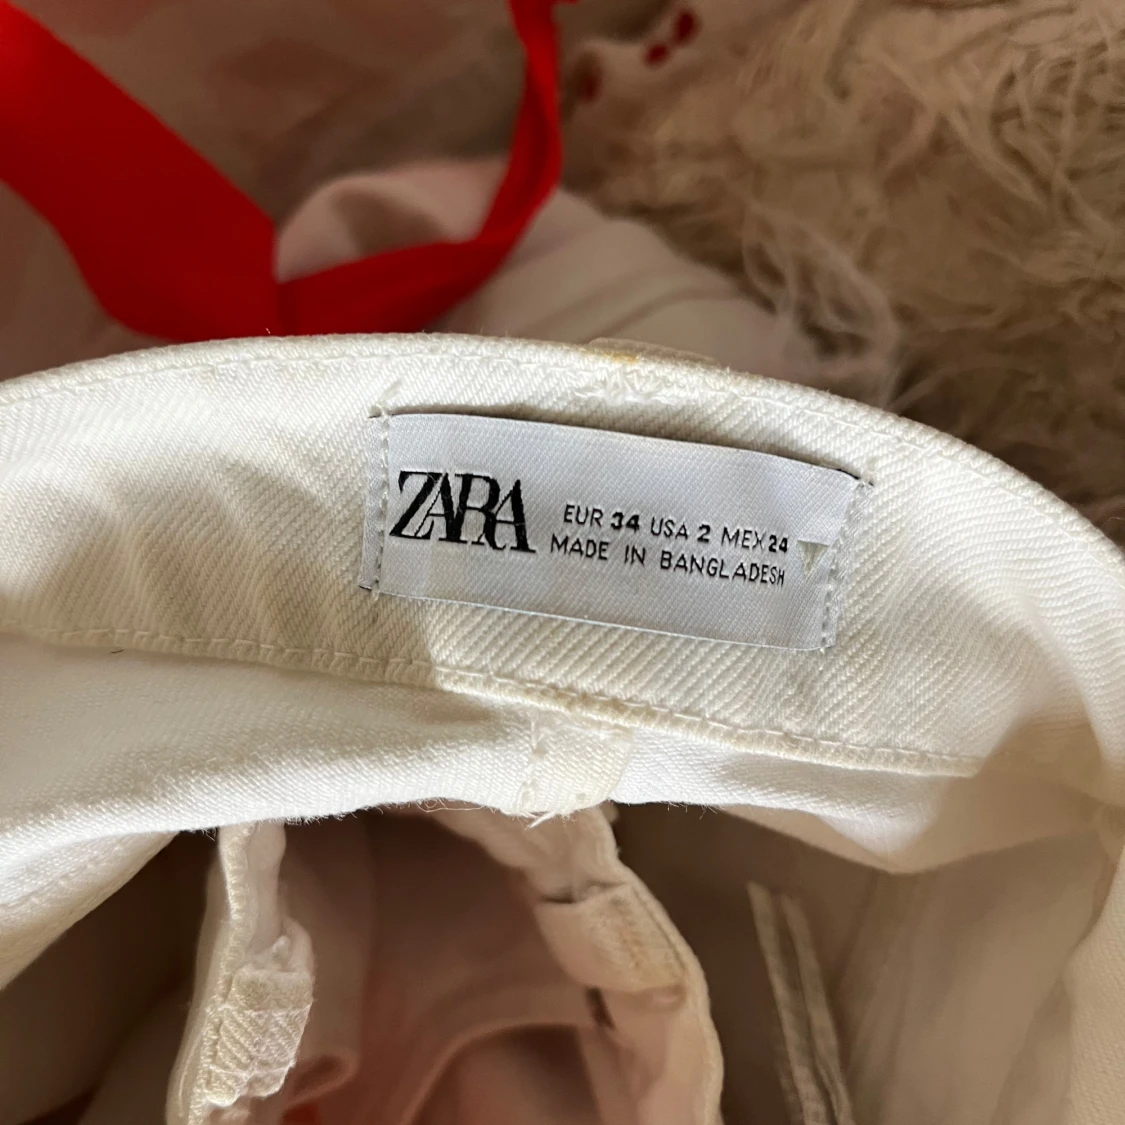 ZARA
EUR 34 USA 2 MEX 24
MADE IN BANGLADESH